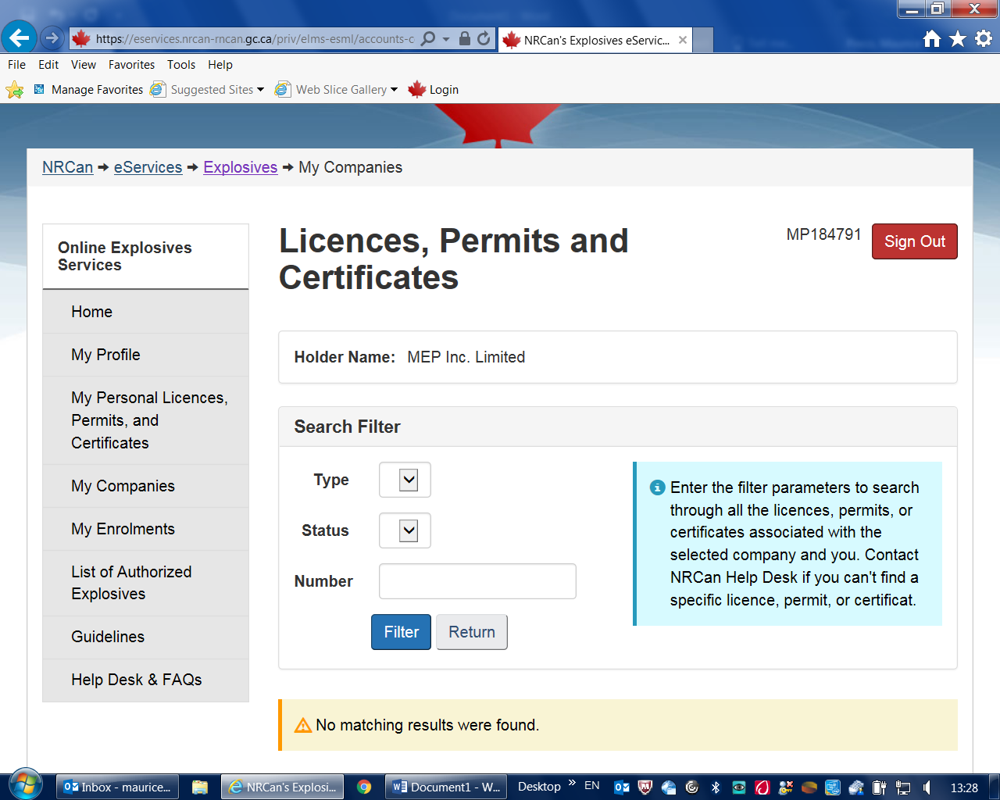 https://eservices.nrcan-rncan.gc.ca/priv/elms-esml/accounts-c
NRCan's Explosives eServic...
File Edit View Favorites Tools Help
Manage Favorites Suggested Sites Web Slice Gallery Login
NRCan eServices Explosives My Companies
Online Explosives
Services
Home
My Profile
My Personal Licences,
Permits, and
Certificates
My Companies
My Enrolments
List of Authorized
Explosives
Guidelines
Help Desk & FAQs
Licences, Permits and
Certificates
MP184791 Sign Out
Holder Name: MEP Inc. Limited
Search Filter
Type
Status
Number
Filter Return
Enter the filter parameters to search
through all the licences, permits, or
certificates associated with the
selected company and you. Contact
NRCan Help Desk if you can't find a
specific licence, permit, or certificat.
No matching results were found.
Inbox - maurice... NRCan's Explosi... Document1 - W... Desktop » EN 13:28